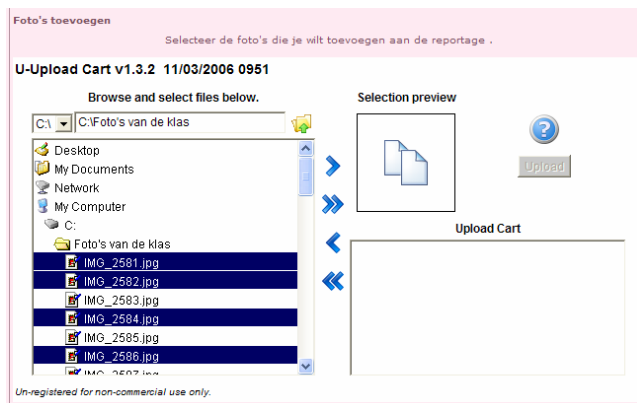 Foto's toevoegen
Selecteer de foto's die je wilt toevoegen aan de reportage .
U-Upload Cart v1.3.2 11/03/2006 0951
Browse and select files below.
C:\ C:\Foto's van de klas
Desktop
My Documents
Network
My Computer
C:
Foto's van de klas
IMG_2581.jpg
IMG_2582.jpg
IMG_2583.jpg
IMG_2584.jpg
IMG_2585.jpg
IMG_2586.jpg
Selection preview
?
Upload
Upload Cart
Un-registered for non-commercial use only.